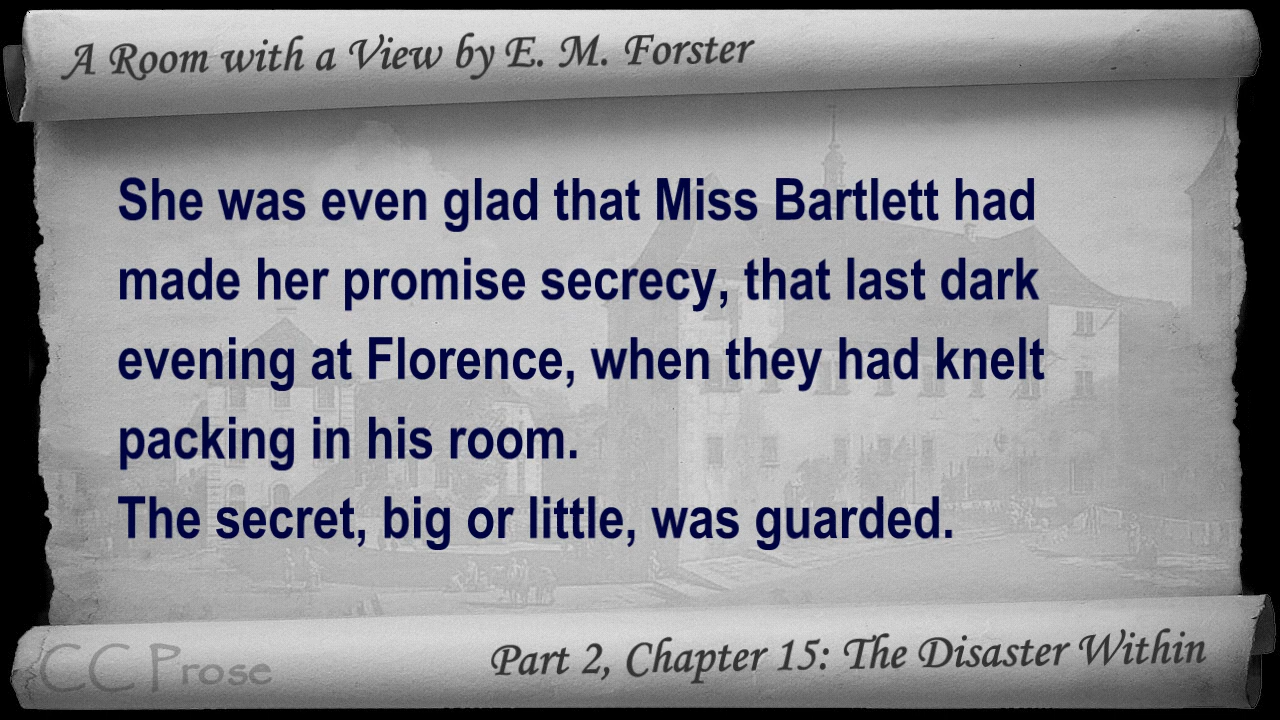 A Room with a View by E. M. Forster
She was even glad that Miss Bartlett had
made her promise secrecy, that last dark
evening at Florence, when they had knelt
packing in his room.
The secret, big or little, was guarded.
CC Prose
Part 2, Chapter 15: The Disaster Within